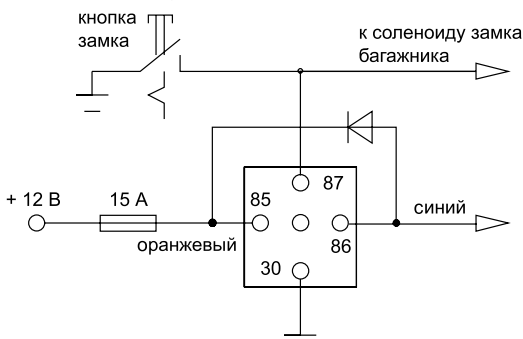 кнопка
замка
к соленоиду замка
багажника
+ 12 В
15 А
85
87
синий
оранжевый
86
30